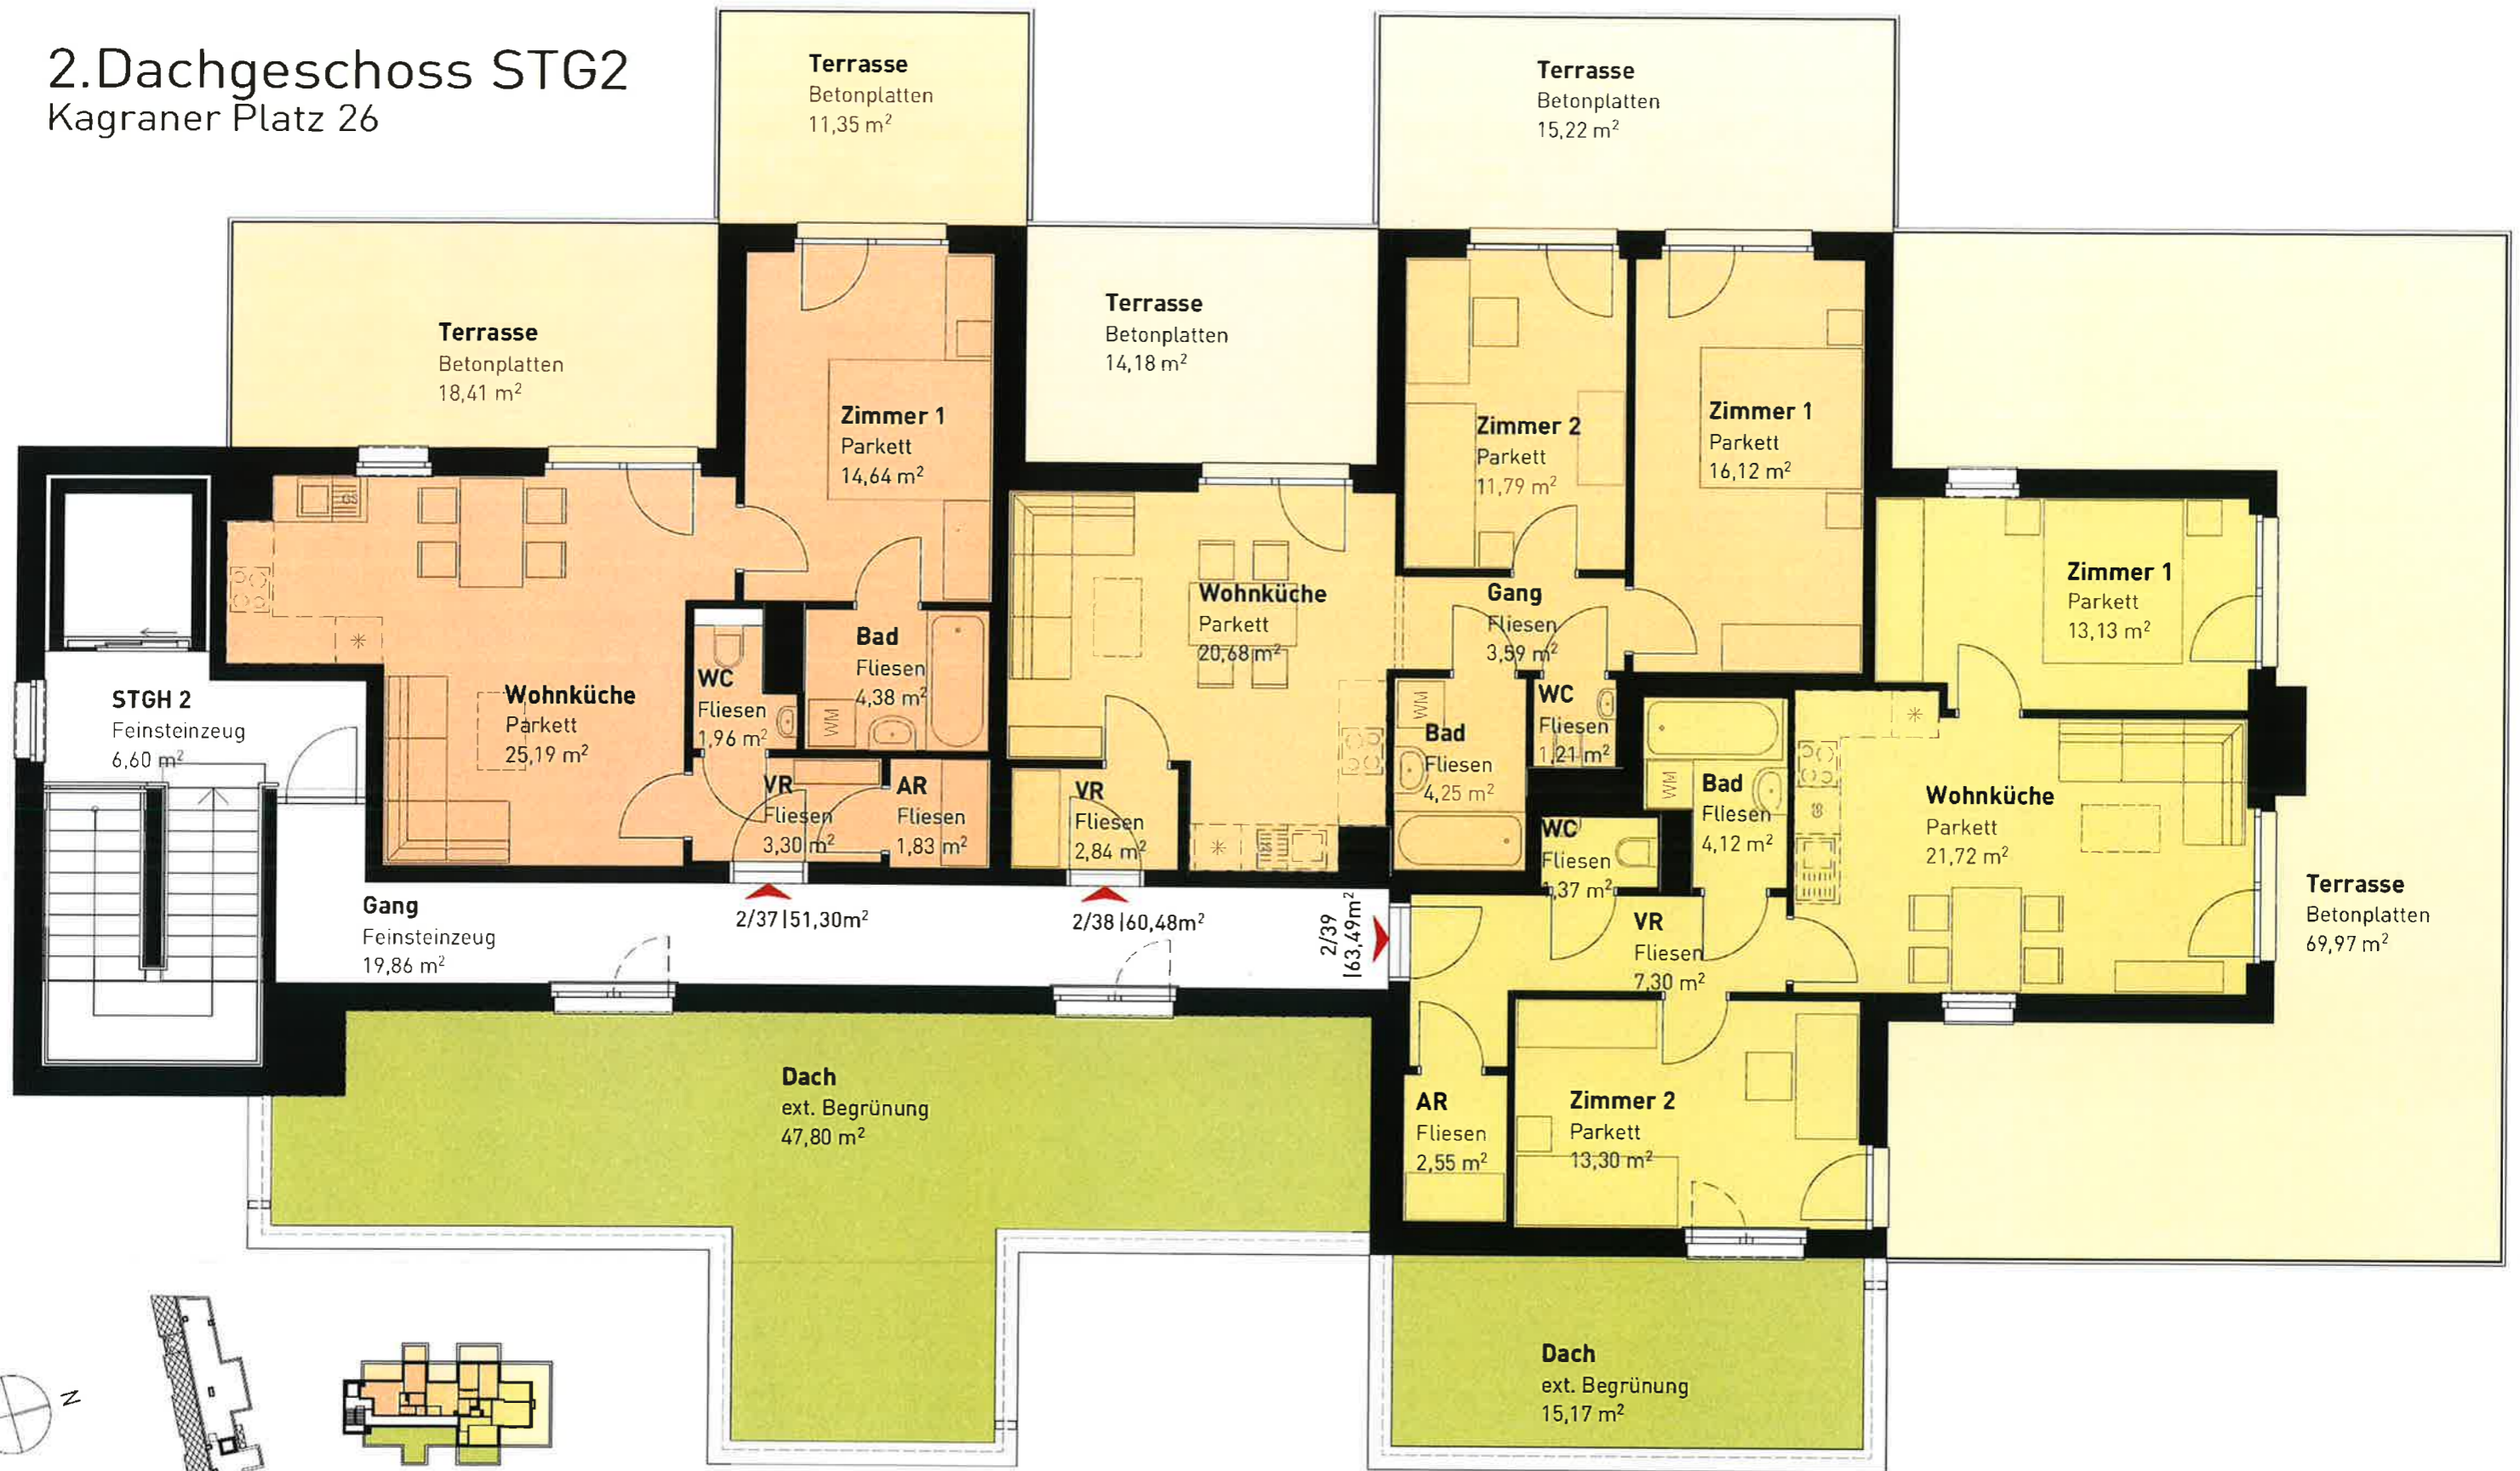 2.Dachgeschoss STG2
Kagraner Platz 26
Terrasse
Betonplatten
11,35 m²
Terrasse
Betonplatten
15,22 m²
Terrasse
Betonplatten
18,41 m²
Zimmer 1
Parkett
14,64 m²
Terrasse
Betonplatten
14,18 m²
Zimmer 2
Parkett
11,79 m²
Zimmer 1
Parkett
16,12 m²
Zimmer 1
Parkett
13,13 m²
STGH 2
Feinsteinzeug
6,60 m²
Wohnküche
Parkett
25,19 m²
WC
Fliesen
1,96 m²
Bad
Fliesen
4,38 m²
WM
VR
Fliesen
3,30 m²
AR
Fliesen
1,83 m²
Wohnküche
Parkett
20,68 m²
Gang
Fliesen
3,59 m²
VR
Fliesen
2,84 m²
WM
Bad
Fliesen
4,25 m²
WC
Fliesen
1,21 m²
WC
Fliesen
1,37 m²
WM
Bad
Fliesen
4,12 m²
Wohnküche
Parkett
21,72 m²
Terrasse
Betonplatten
69,97 m²
Gang
Feinsteinzeug
19,86 m²
2/37|51,30m²
2/38|60,48m²
2/39
|63,49m²
VR
Fliesen
7,30 m²
AR
Fliesen
2,55 m²
Zimmer 2
Parkett
13,30 m²
Dach
ext. Begrünung
47,80 m²
Dach
ext. Begrünung
15,17 m²
N